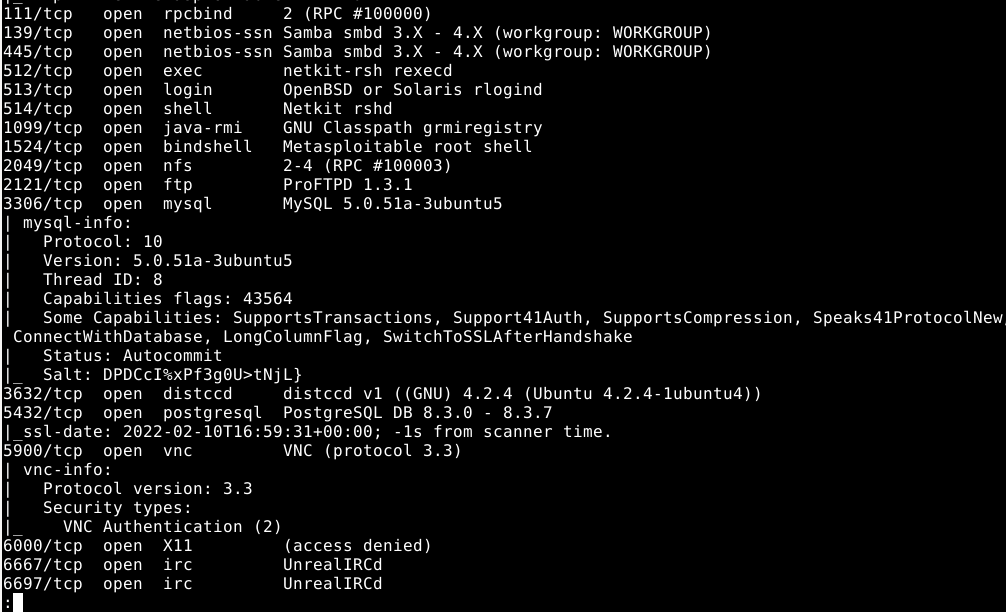 111/tcp  open  rpcbind     2 (RPC #100000)
139/tcp  open  netbios-ssn Samba smbd 3.X - 4.X (workgroup: WORKGROUP)
445/tcp  open  netbios-ssn Samba smbd 3.X - 4.X (workgroup: WORKGROUP)
512/tcp  open  exec        netkit-rsh rexecd
513/tcp  open  login       OpenBSD or Solaris rlogind
514/tcp  open  shell       Netkit rshd
1099/tcp open  java-rmi    GNU Classpath grmiregistry
1524/tcp open  bindshell   Metasploitable root shell
2049/tcp open  nfs         2-4 (RPC #100003)
2121/tcp open  ftp         ProFTPD 1.3.1
3306/tcp open  mysql       MySQL 5.0.51a-3ubuntu5
| mysql-info:
|   Protocol: 10
|   Version: 5.0.51a-3ubuntu5
|   Thread ID: 8
|   Capabilities flags: 43564
|   Some Capabilities: SupportsTransactions, Support41Auth, SupportsCompression, Speaks41ProtocolNew,
 ConnectWithDatabase, LongColumnFlag, SwitchToSSLAfterHandshake
|   Status: Autocommit
|_  Salt: DPDCcI%xPf3g0U>tNjL}
3632/tcp open  distccd     distccd v1 ((GNU) 4.2.4 (Ubuntu 4.2.4-1ubuntu4))
5432/tcp open  postgresql  PostgreSQL DB 8.3.0 - 8.3.7
|_ssl-date: 2022-02-10T16:59:31+00:00; -1s from scanner time.
5900/tcp open  vnc         VNC (protocol 3.3)
| vnc-info:
|   Protocol version: 3.3
|   Security types:
|_    VNC Authentication (2)
6000/tcp open  X11         (access denied)
6667/tcp open  irc         UnrealIRCd
6697/tcp open  irc         UnrealIRCd
: